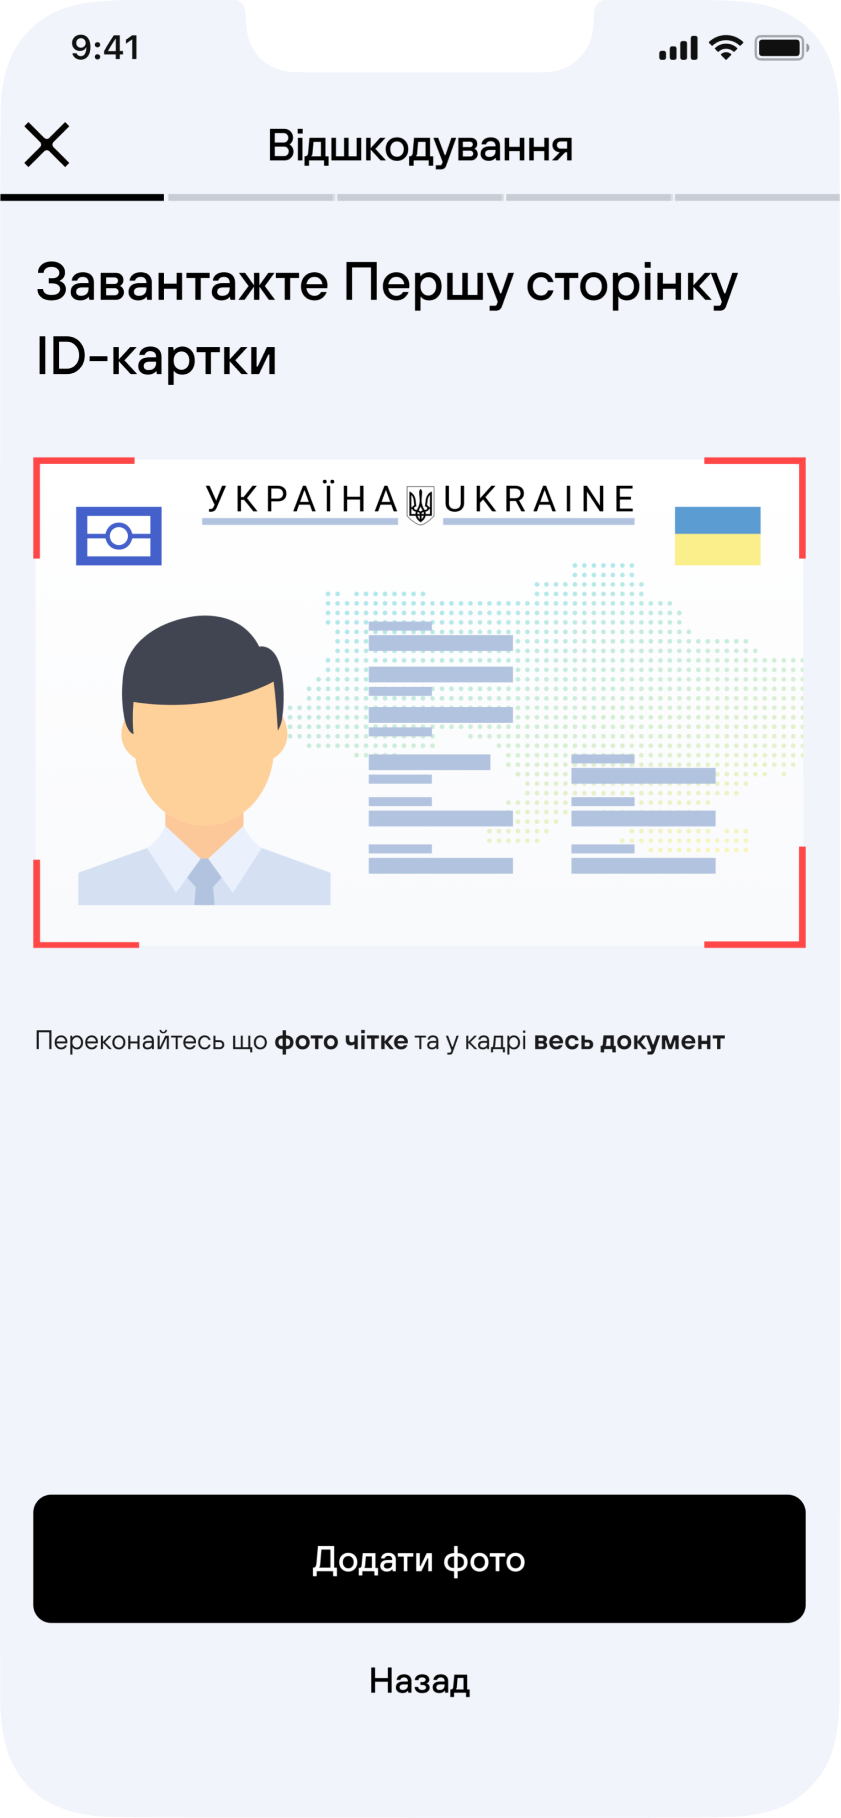 9:41
Відшкодування
Завантажте Першу сторінку
ID-картки
УКРАЇНА UKRAINE
Переконайтесь що фото чітке та у кадрі весь документ
Додати фото
Назад